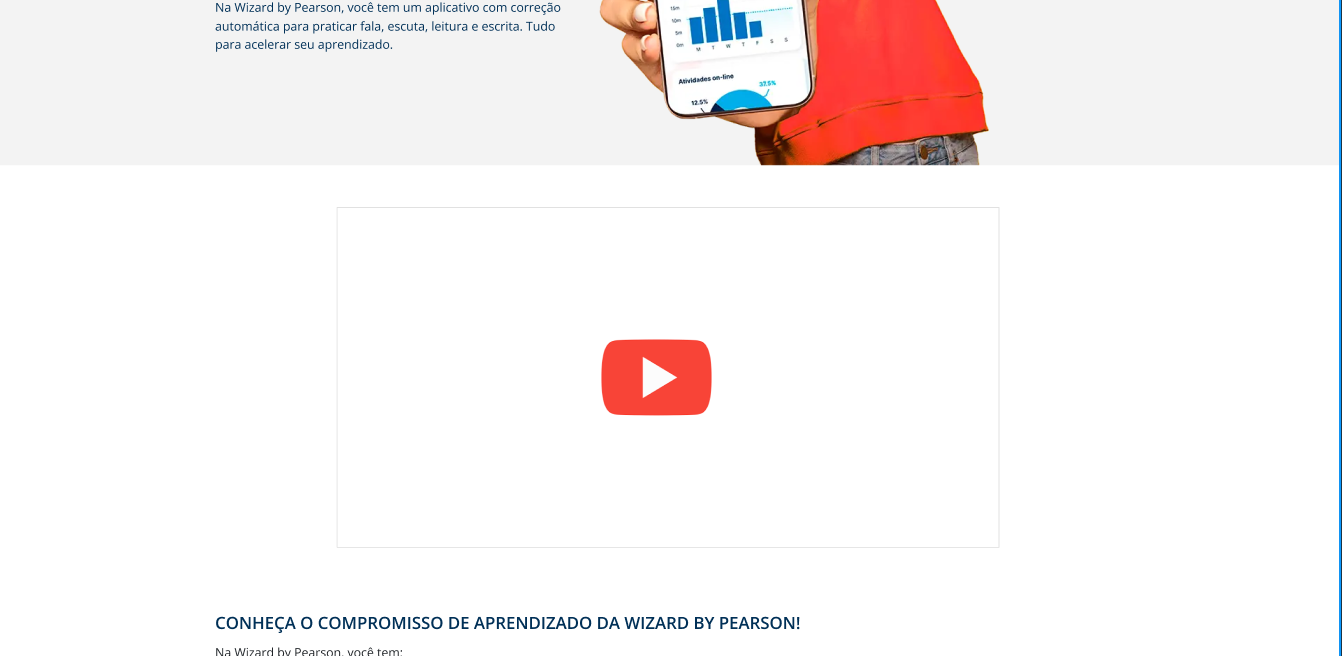 Na Wizard by Pearson, você tem um aplicativo com correção
automática para praticar fala, escuta, leitura e escrita. Tudo
para acelerar seu aprendizado.
15m
10m
5m
0m
M T W T F S S
Atividades on-line
37.5%
12.5%
CONHEÇA O COMPROMISSO DE APRENDIZADO DA WIZARD BY PEARSON!
Na Wizard by Pearson, você tem: